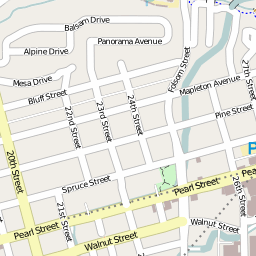 Balsam Drive
Panorama Avenue
Alpine Drive
Mesa Drive
Folsom Street
27th
Bluff Street
Mapleton Avenue
22nd Street
23rd Street
24th Street
Pine Street
20th Street
P
Spruce Street
Pearl Street
Pea
26th Street
21st Street
Pearl Street
Walnut Street
Walnut Street